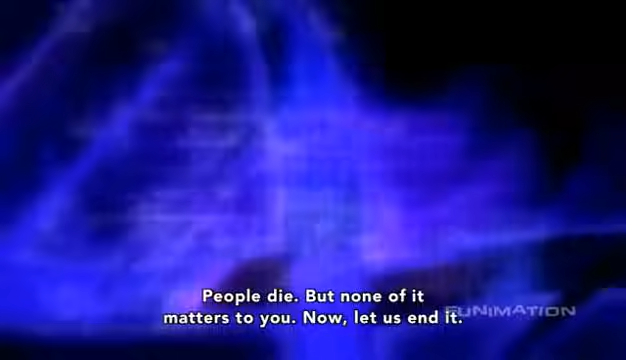 People die. But none of it
matters to you. Now, let us end it.
FUNIMATION